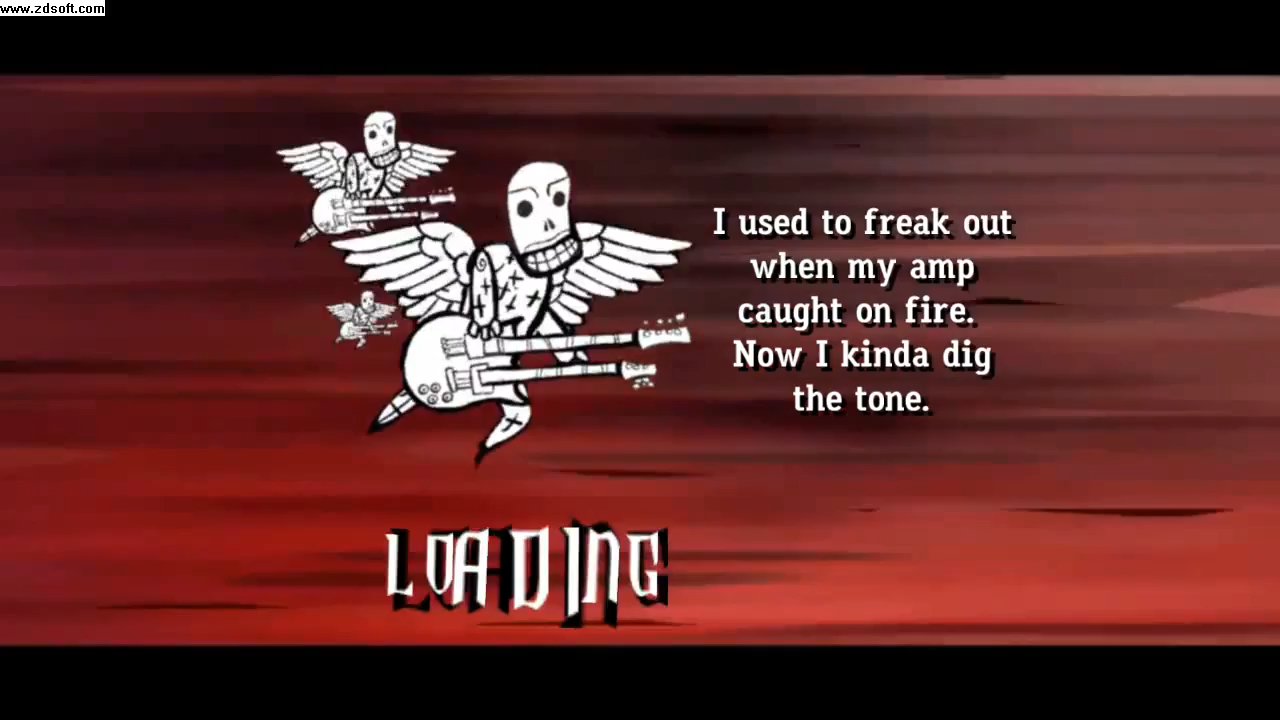 www.zdsoft.com
I used to freak out
when my amp
caught on fire.
Now I kinda dig
the tone.
LOADING